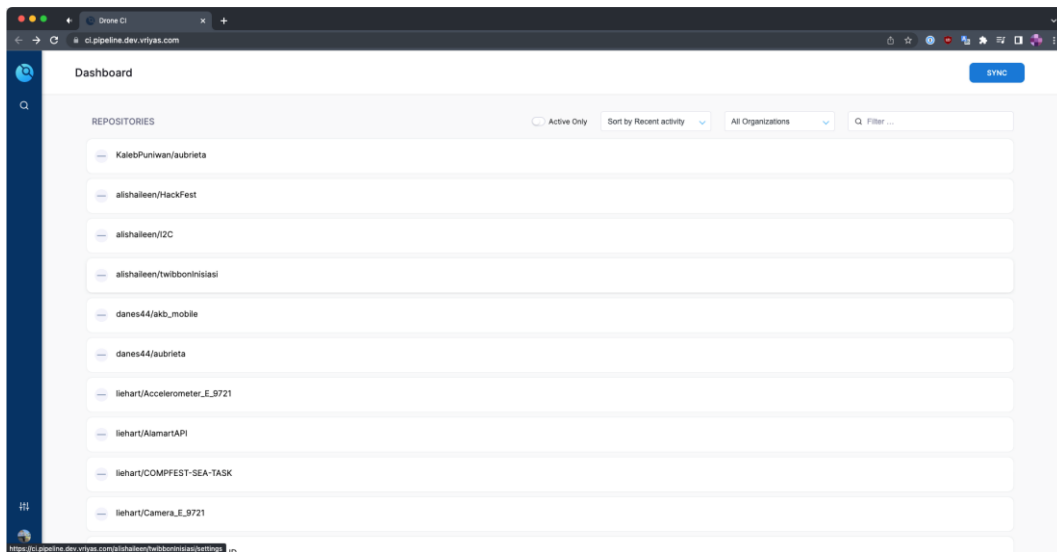 Drone CI
ci.pipeline.dev.vriyas.com
Dashboard
SYNC
REPOSITORIES
Active Only
Sort by Recent activity
All Organizations
Filter ...
KalebPuniwan/aubrieta
alishaileen/HackFest
alishaileen/I2C
alishaileen/twibbonInisiasi
danes44/akb_mobile
danes44/aubrieta
liehart/Accelerometer_E_9721
liehart/AlamartAPI
liehart/COMPFEST-SEA-TASK
liehart/Camera_E_9721
https://ci.pipeline.dev.vriyas.com/alishaileen/twibbonInisiasi/settings